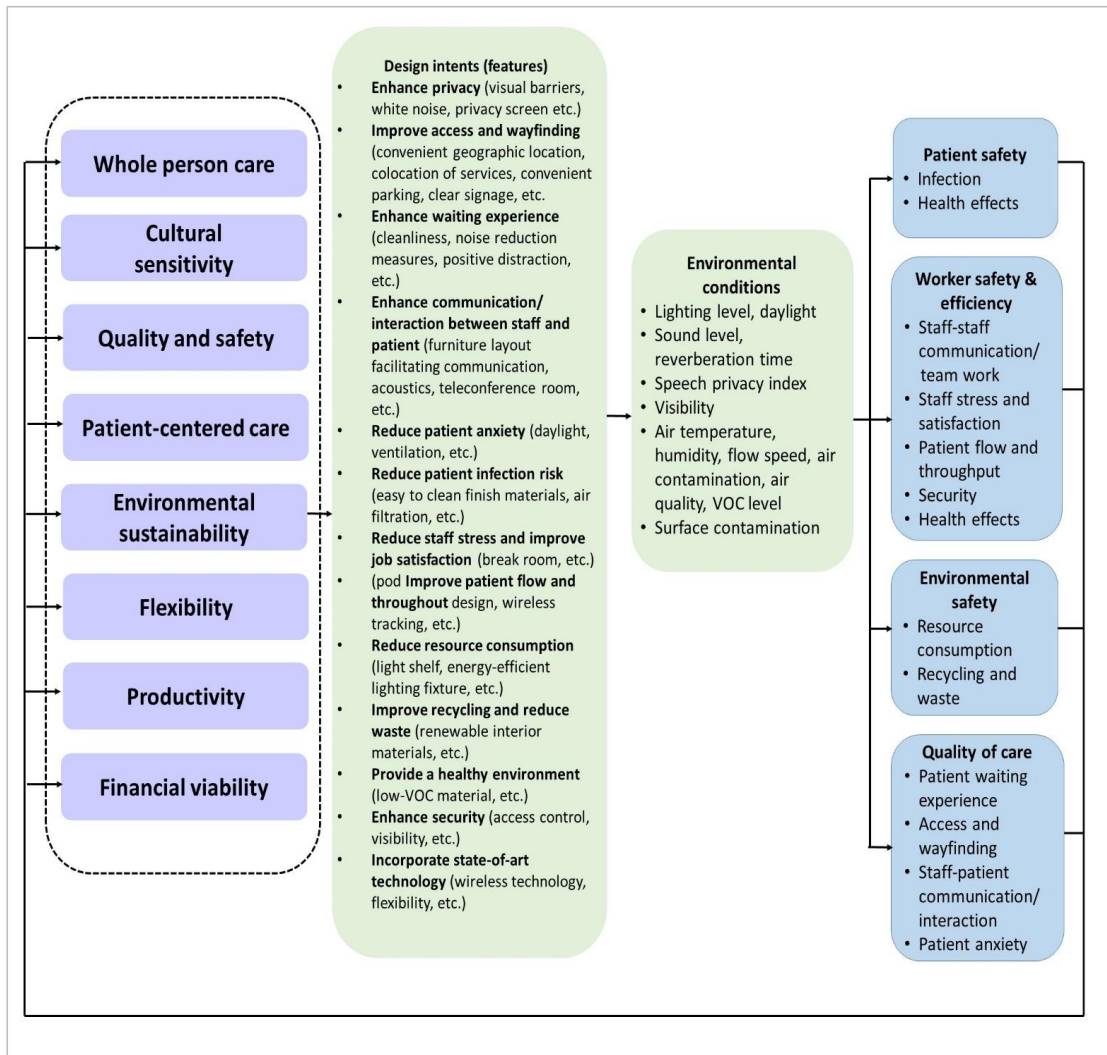 Whole person care
Cultural
sensitivity
Quality and safety
Patient-centered care
Environmental
sustainability
Flexibility
Productivity
Financial viability
Design intents (features)
• Enhance privacy (visual barriers,
white noise, privacy screen etc.)
• Improve access and wayfinding
(convenient geographic location,
colocation of services, convenient
parking, clear signage, etc.
• Enhance waiting experience
(cleanliness, noise reduction
measures, positive distraction,
etc.)
• Enhance communication/
interaction between staff and
patient (furniture layout
facilitating communication,
acoustics, teleconference room,
etc.)
• Reduce patient anxiety (daylight,
ventilation, etc.)
• Reduce patient infection risk
(easy to clean finish materials, air
filtration, etc.)
• Reduce staff stress and improve
job satisfaction (break room, etc.)
• (pod Improve patient flow and
throughout design, wireless
tracking, etc.)
• Reduce resource consumption
(light shelf, energy-efficient
lighting fixture, etc.)
• Improve recycling and reduce
waste (renewable interior
materials, etc.)
• Provide a healthy environment
(low-VOC material, etc.)
• Enhance security (access control,
visibility, etc.)
• Incorporate state-of-art
technology (wireless technology,
flexibility, etc.)
Environmental
conditions
• Lighting level, daylight
• Sound level,
reverberation time
• Speech privacy index
• Visibility
• Air temperature,
humidity, flow speed, air
contamination, air
quality, VOC level
• Surface contamination
Patient safety
• Infection
• Health effects
Worker safety &
efficiency
• Staff-staff
communication/
team work
• Staff stress and
satisfaction
• Patient flow and
throughput
• Security
• Health effects
Environmental
safety
• Resource
consumption
• Recycling and
waste
Quality of care
• Patient waiting
experience
• Access and
wayfinding
• Staff-patient
communication/
interaction
• Patient anxiety